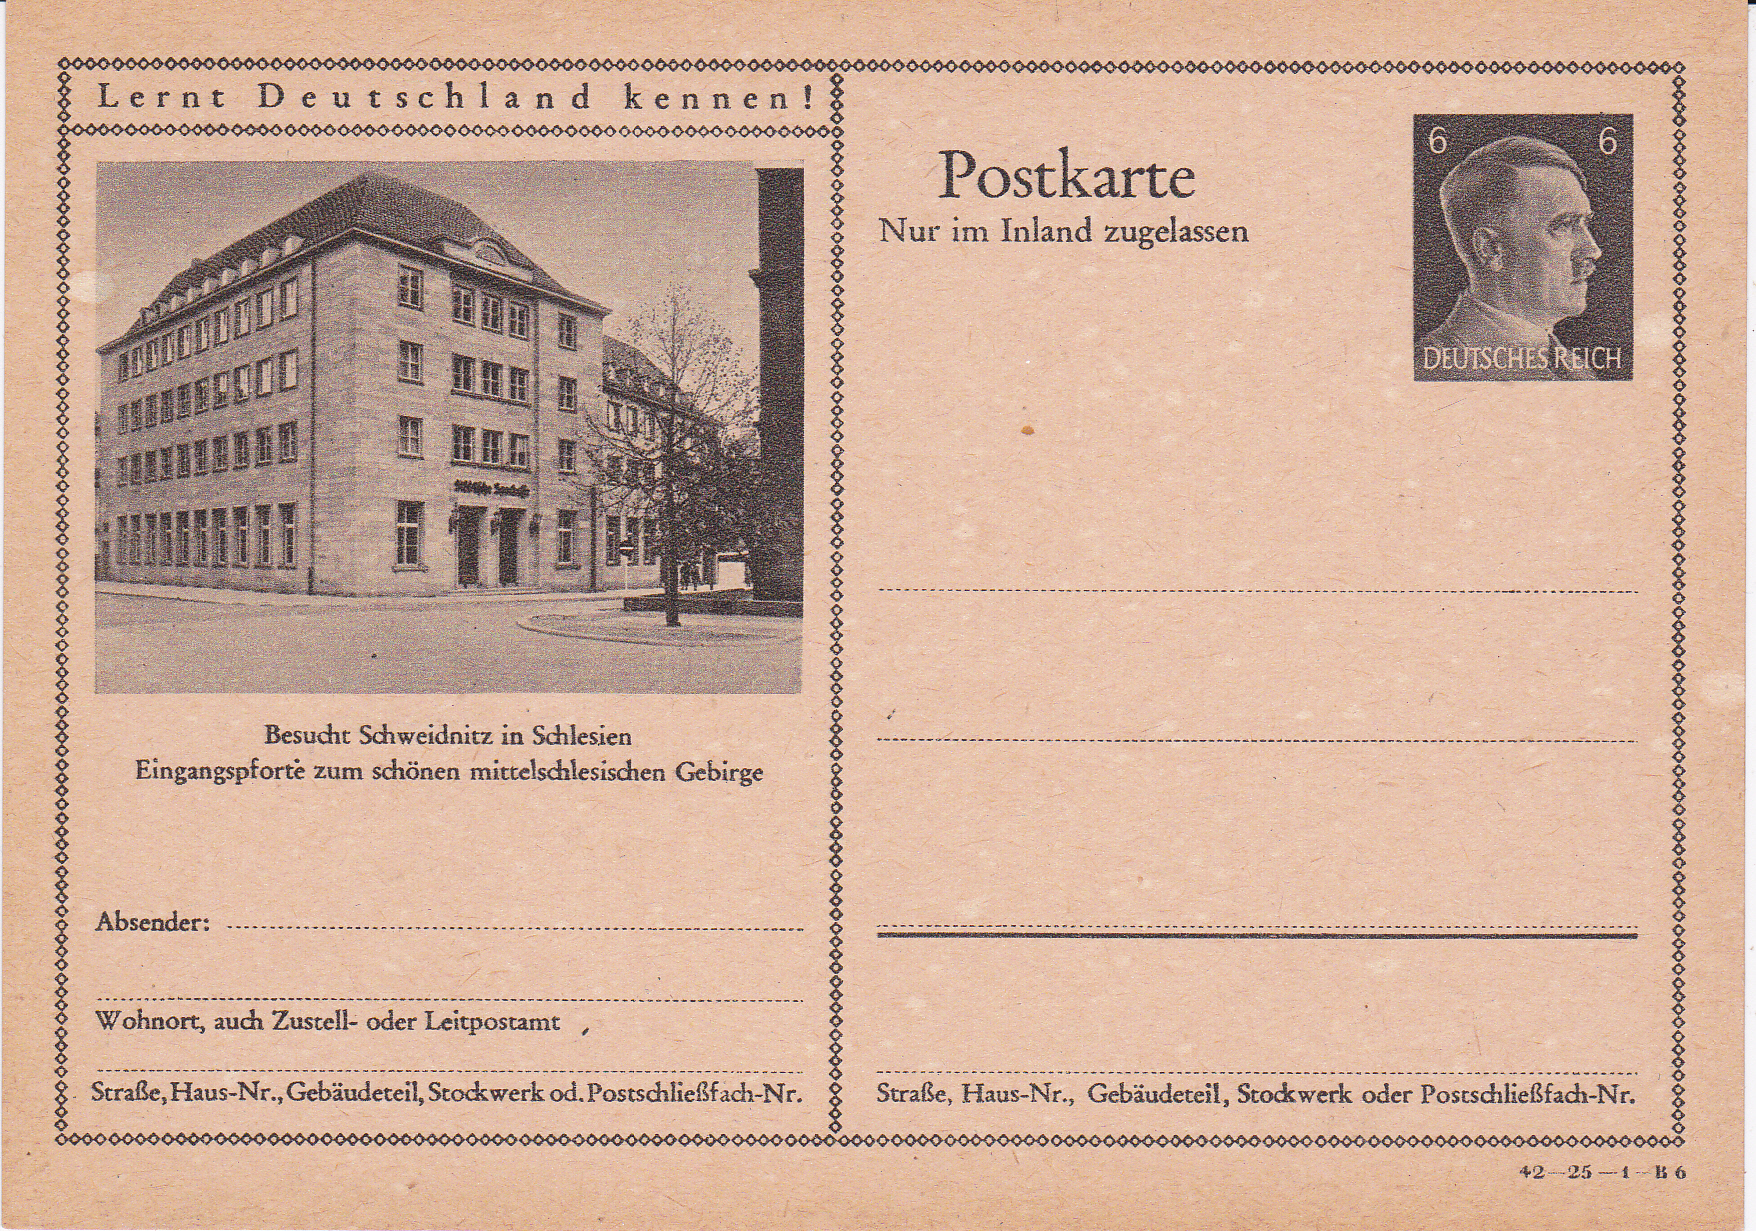 Lernt Deutschland kennen!
Städtische Sparkasse
Besucht Schweidnitz in Schlesien
Eingangspforte zum schönen mittelschlesischen Gebirge
Absender:
Wohnort, auch Zustell- oder Leitpostamt
Straße, Haus-Nr., Gebäudeteil, Stockwerk od. Postschließfach-Nr.
Postkarte
Nur im Inland zugelassen
6 6
DEUTSCHES REICH
Straße, Haus-Nr., Gebäudeteil, Stockwerk oder Postschließfach-Nr.
42—25—1—B 6